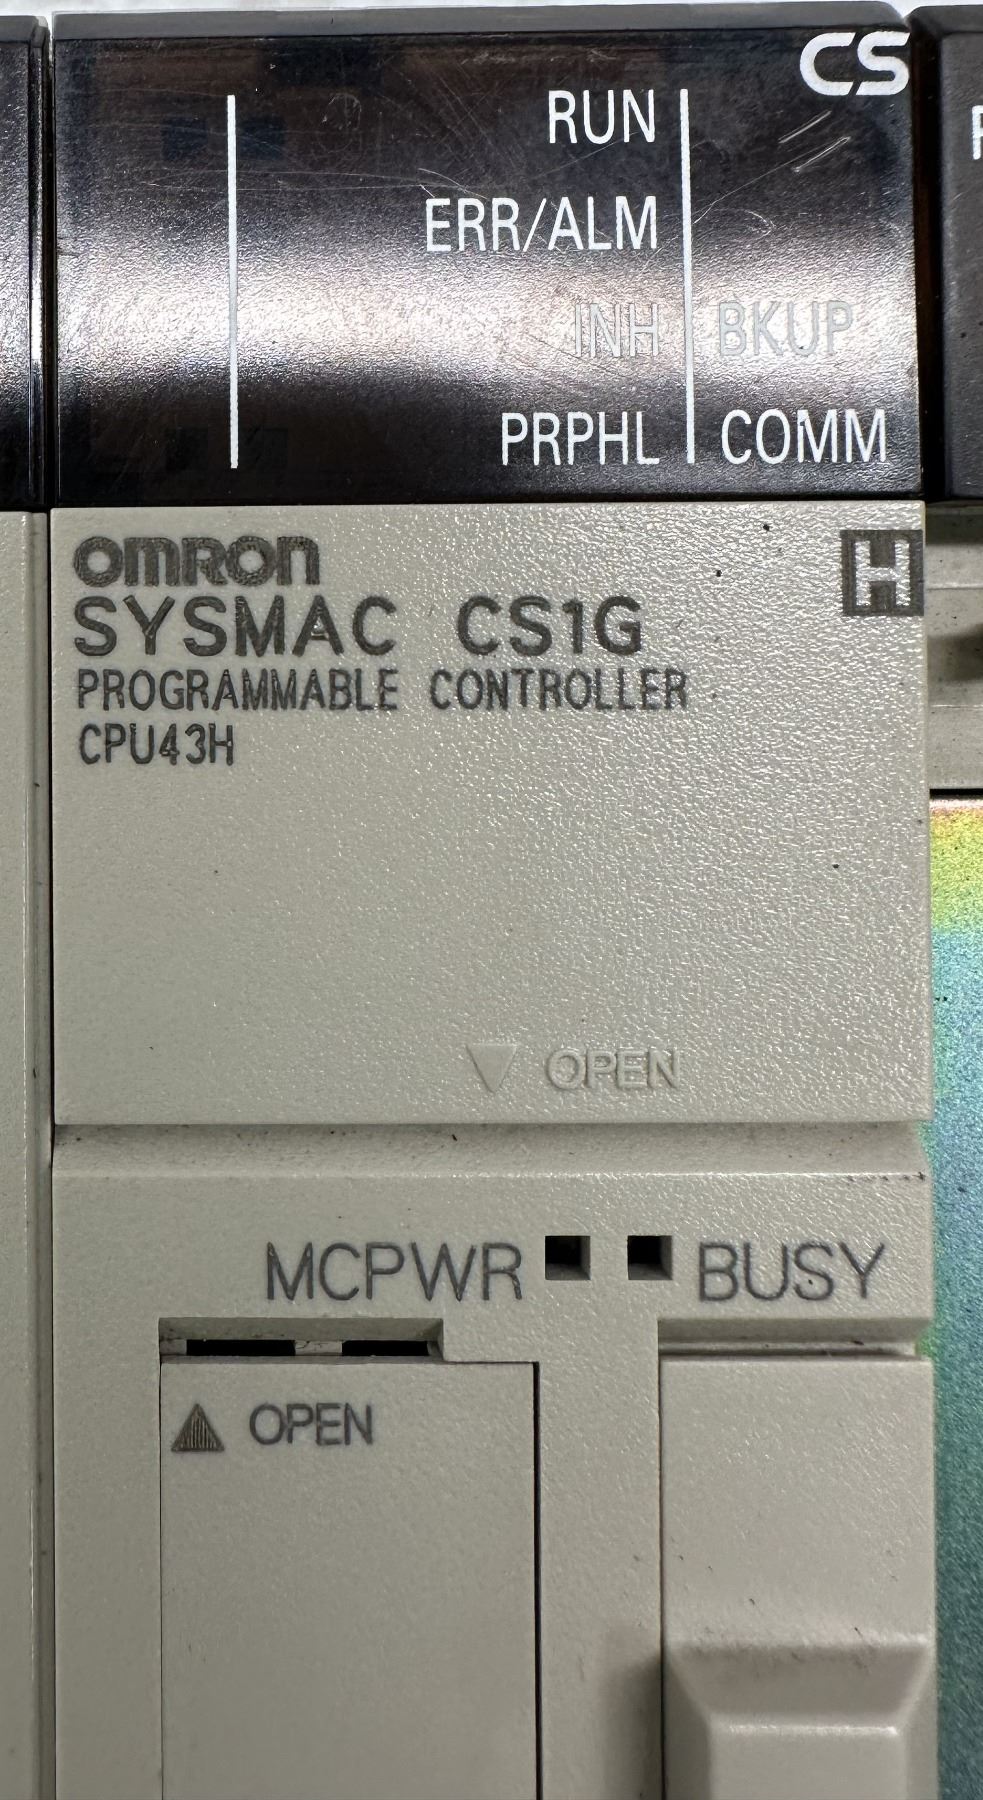 CS
RUN
ERR/ALM
INH BKUP
PRPHL COMM
OMRON H
SYSMAC CS1G
PROGRAMMABLE CONTROLLER
CPU43H
▼ OPEN
MCPWR BUSY
▲ OPEN